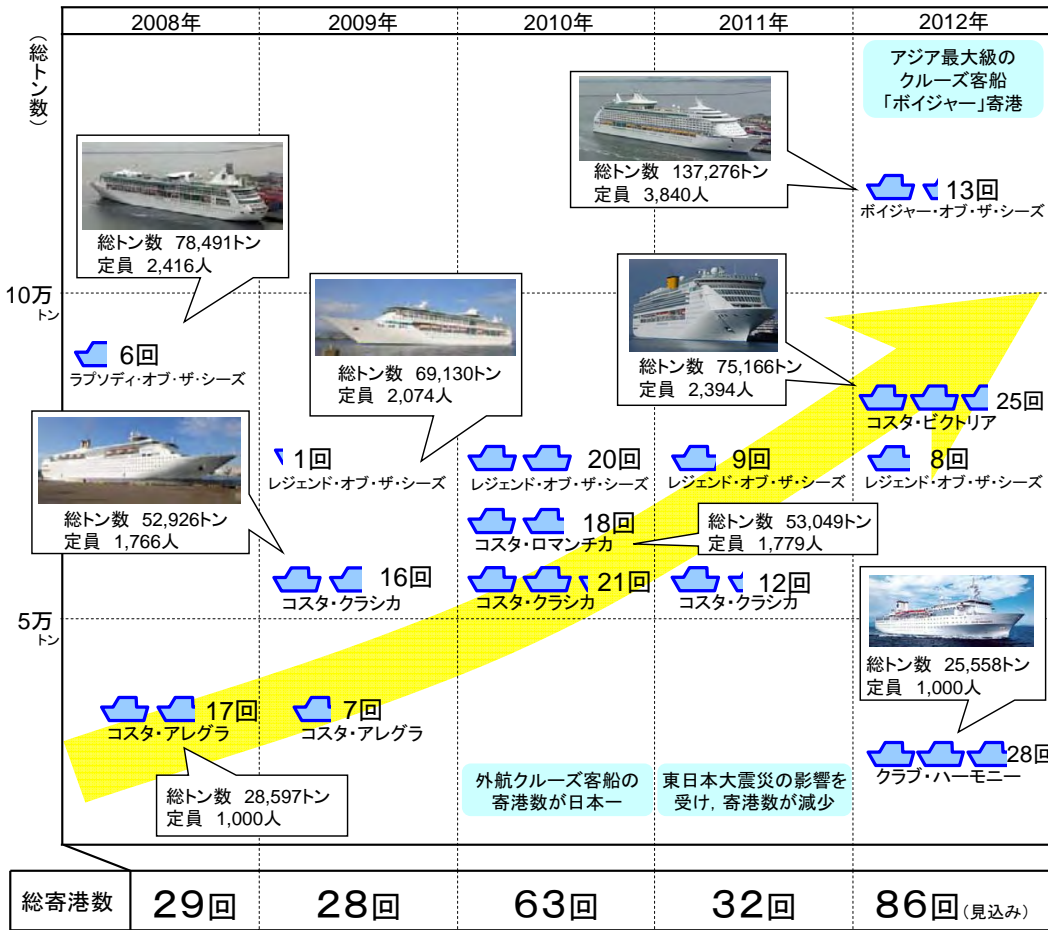 2008年
2009年
2010年
2011年
2012年
（総トン数）
アジア最大級の
クルーズ客船
「ボイジャー」寄港
総トン数 137,276トン
定員 3,840人
13回
ボイジャー・オブ・ザ・シーズ
総トン数 78,491トン
定員 2,416人
10万
トン
6回
ラプソディ・オブ・ザ・シーズ
総トン数 69,130トン
定員 2,074人
総トン数 75,166トン
定員 2,394人
25回
コスタ・ビクトリア
1回
レジェンド・オブ・ザ・シーズ
20回
レジェンド・オブ・ザ・シーズ
9回
レジェンド・オブ・ザ・シーズ
8回
レジェンド・オブ・ザ・シーズ
総トン数 52,926トン
定員 1,766人
18回
コスタ・ロマンチカ
総トン数 53,049トン
定員 1,779人
16回
コスタ・クラシカ
21回
コスタ・クラシカ
12回
コスタ・クラシカ
5万
トン
総トン数 25,558トン
定員 1,000人
17回
コスタ・アレグラ
7回
コスタ・アレグラ
28回
クラブ・ハーモニー
総トン数 28,597トン
定員 1,000人
外航クルーズ客船の
寄港数が日本一
東日本大震災の影響を
受け，寄港数が減少
総寄港数
29回
28回
63回
32回
86回(見込み)